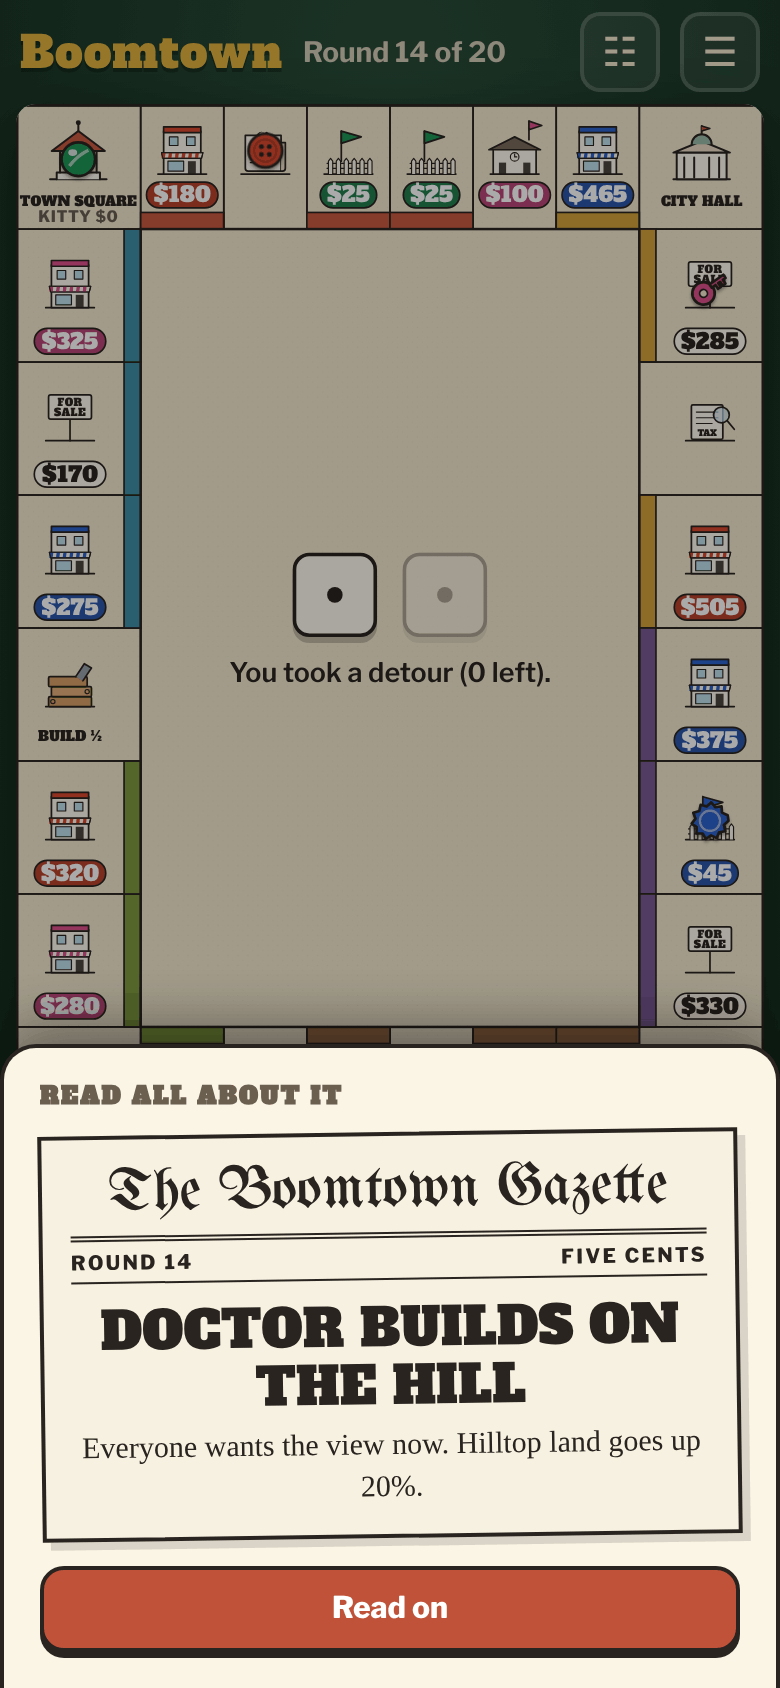 Boomtown Round 14 of 20
TOWN SQUARE
KITTY $0
$180
$25
$25
$100
$465
CITY HALL
$325
FOR SALE
$285
FOR
SALE
$170
TAX
$275
$505
BUILD ½
$375
$320
$45
$280
FOR
SALE
$330
You took a detour (0 left).
READ ALL ABOUT IT
The Boomtown Gazette
ROUND 14 FIVE CENTS
DOCTOR BUILDS ON
THE HILL
Everyone wants the view now. Hilltop land goes up
20%.
Read on